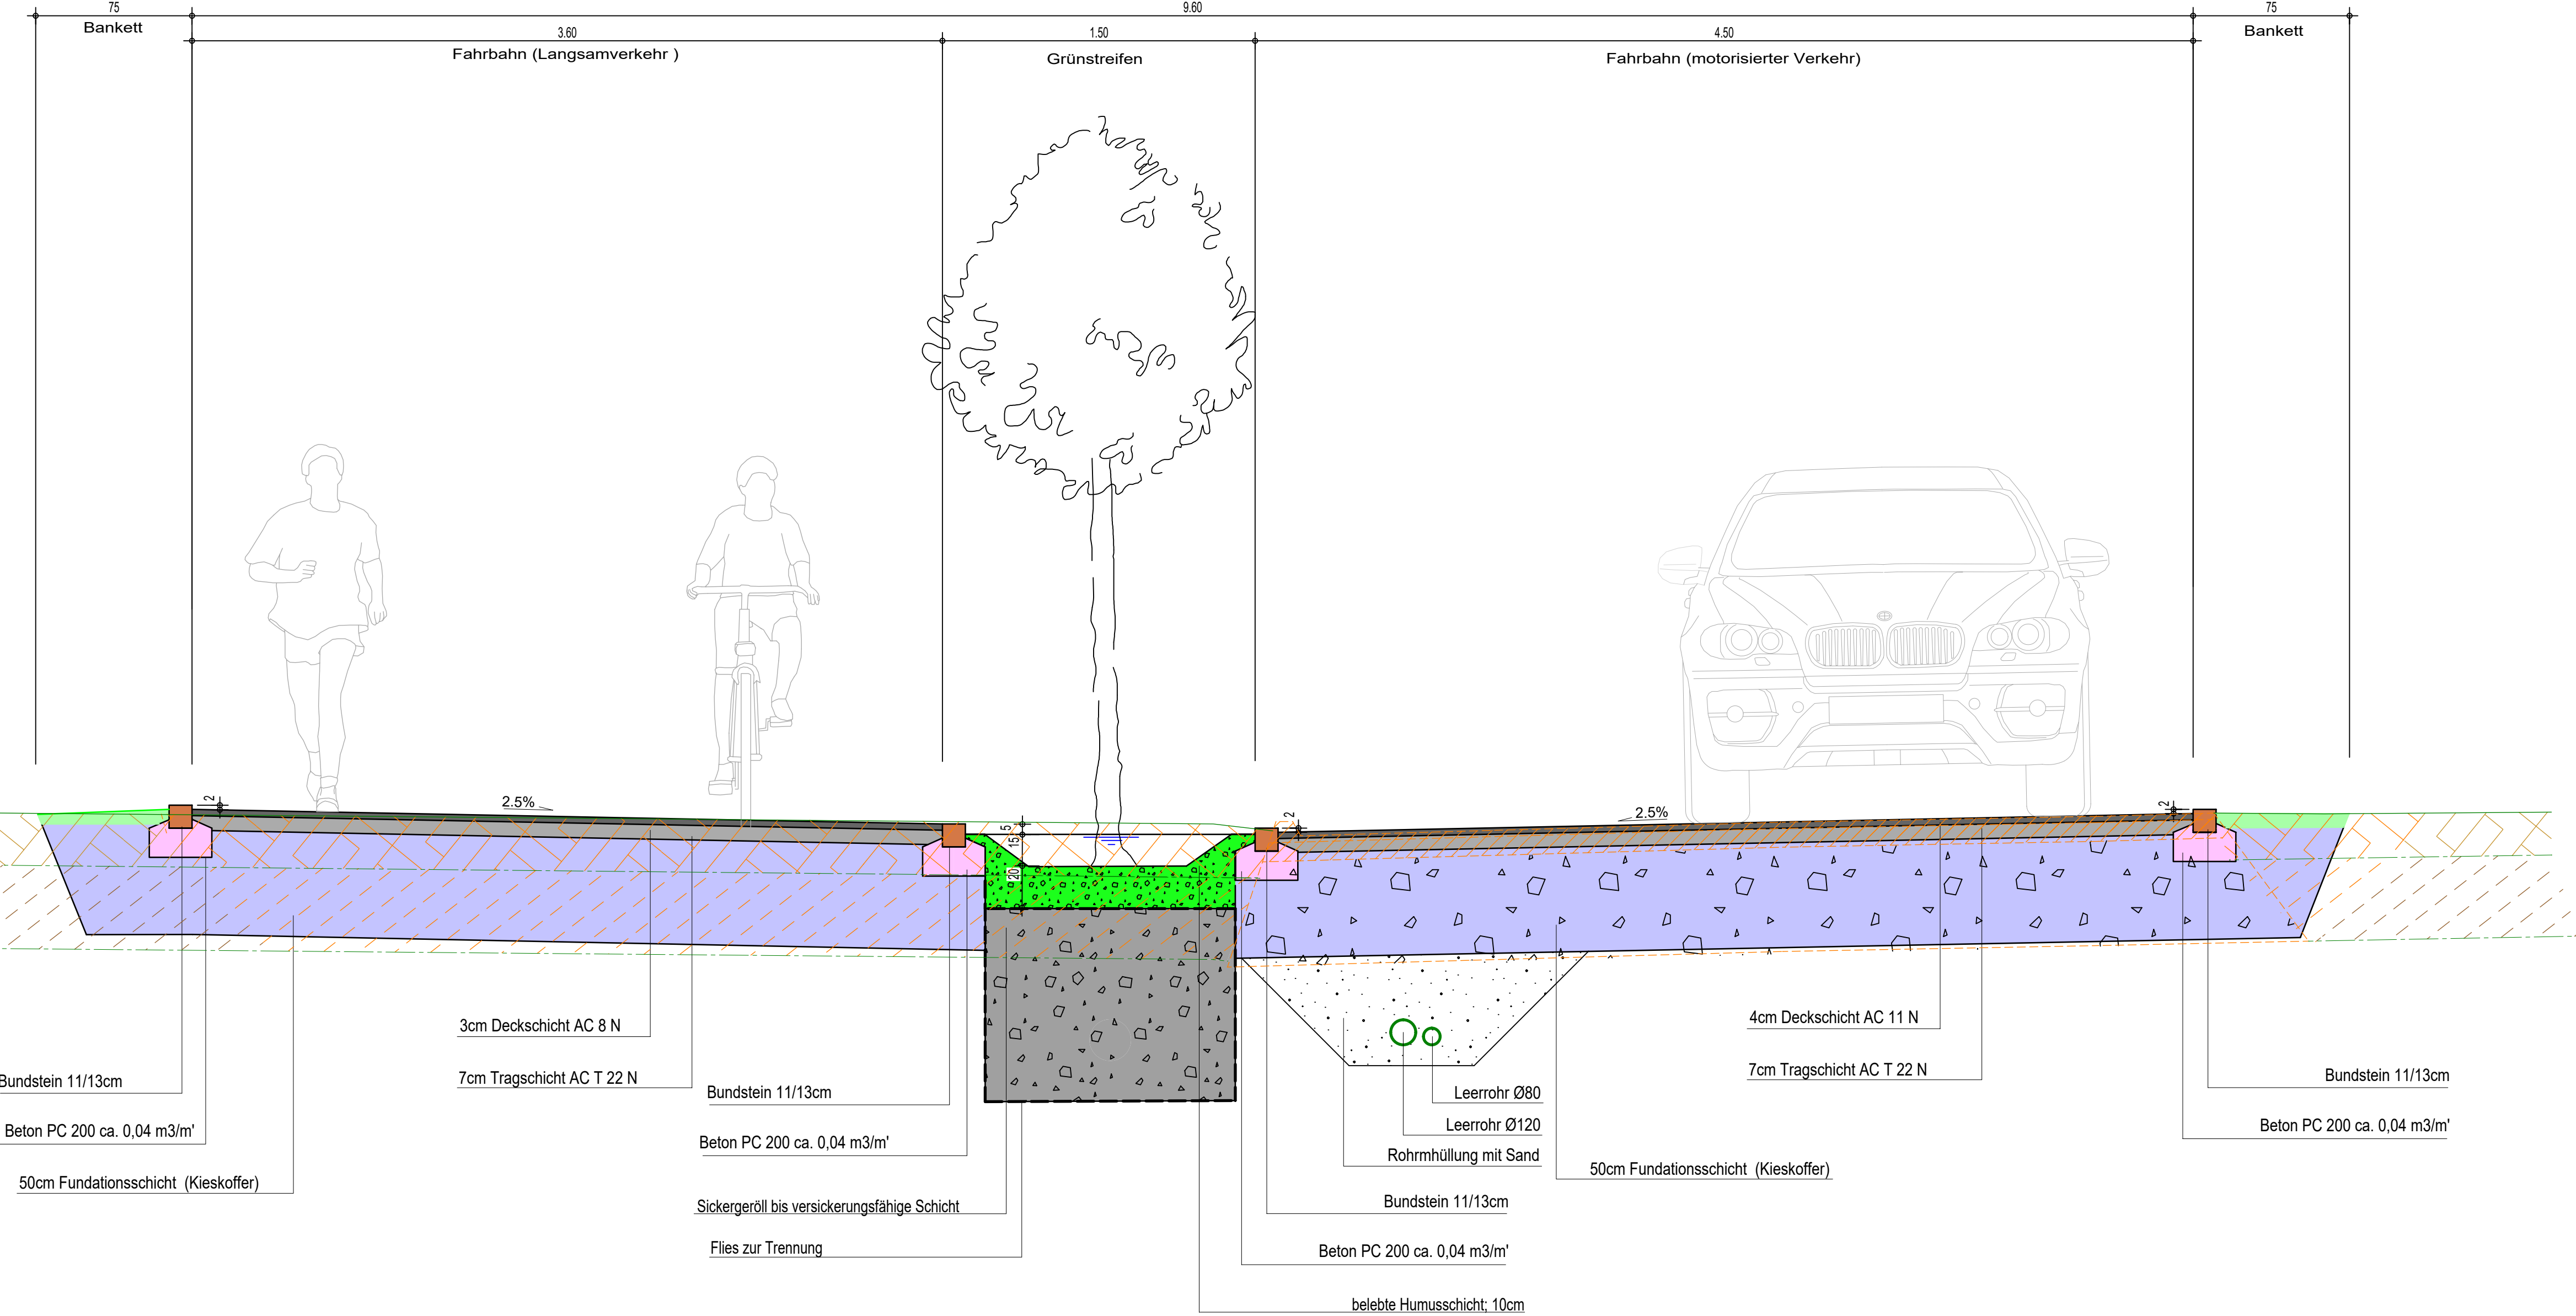 75
9.60
75
Bankett
Bankett
3.60
1.50
4.50
Fahrbahn (Langsamverkehr )
Grünstreifen
Fahrbahn (motorisierter Verkehr)
2
2.5%
5
15
20
2
2.5%
2
3cm Deckschicht AC 8 N
7cm Tragschicht AC T 22 N
Bundstein 11/13cm
Beton PC 200 ca. 0,04 m3/m'
50cm Fundationsschicht (Kieskoffer)
Bundstein 11/13cm
Beton PC 200 ca. 0,04 m3/m'
Sickergeröll bis versickerungsfähige Schicht
Flies zur Trennung
Leerrohr Ø80
Leerrohr Ø120
Rohrmhüllung mit Sand
Bundstein 11/13cm
Beton PC 200 ca. 0,04 m3/m'
belebte Humusschicht; 10cm
4cm Deckschicht AC 11 N
7cm Tragschicht AC T 22 N
50cm Fundationsschicht (Kieskoffer)
Bundstein 11/13cm
Beton PC 200 ca. 0,04 m3/m'